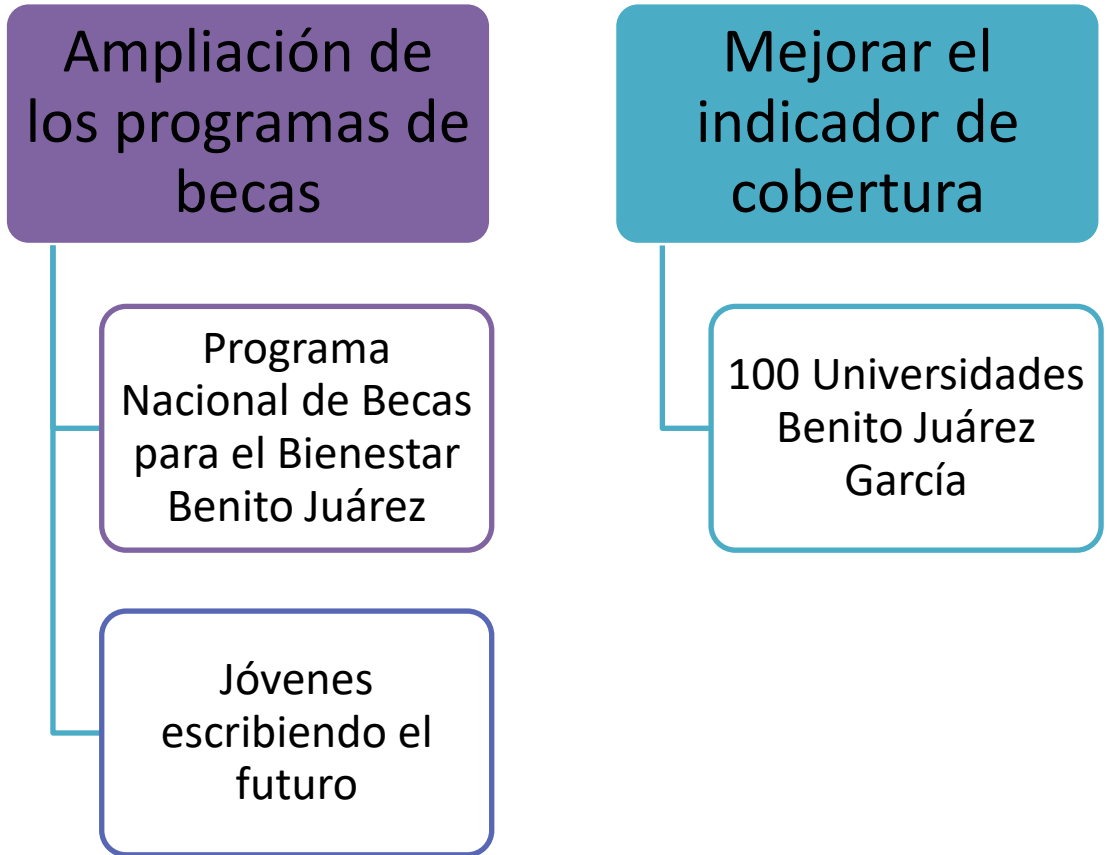 Ampliación de
los programas de
becas
Programa
Nacional de Becas
para el Bienestar
Benito Juárez
Jóvenes
escribiendo el
futuro
Mejorar el
indicador de
cobertura
100 Universidades
Benito Juárez
García